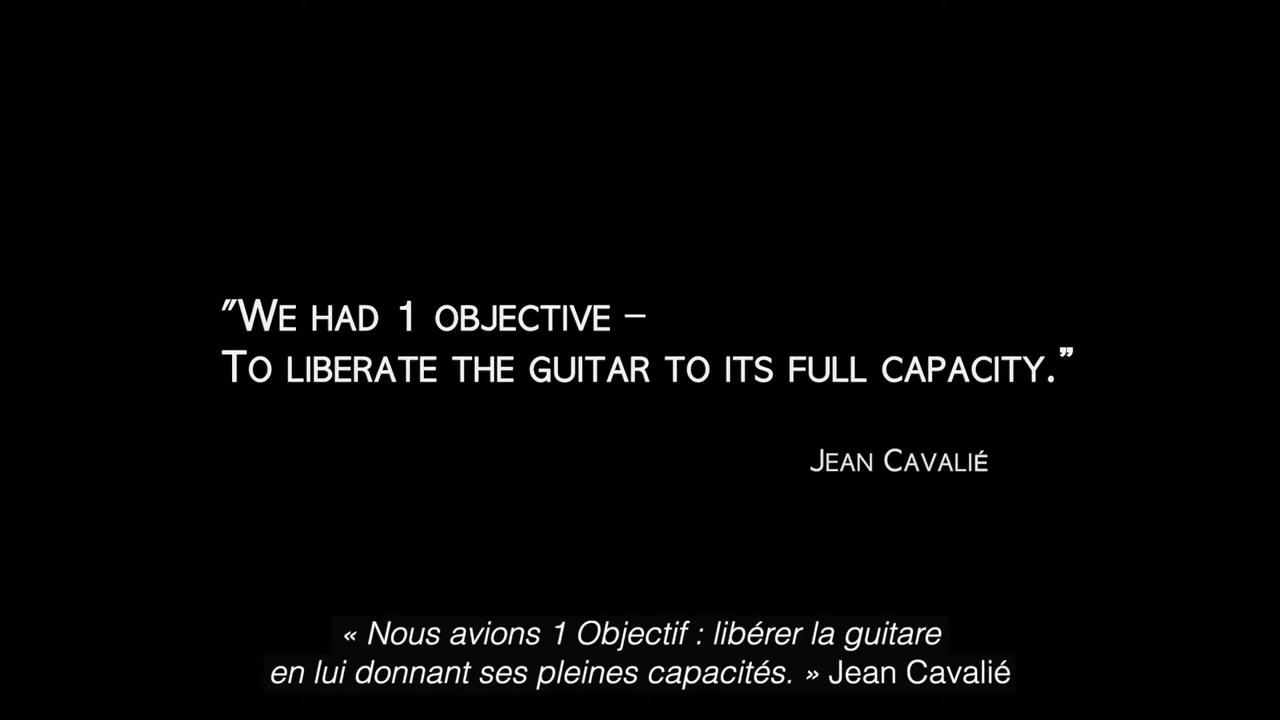 "We had 1 objective –
To liberate the guitar to its full capacity."
Jean Cavalié
« Nous avions 1 Objectif : libérer la guitare
en lui donnant ses pleines capacités. » Jean Cavalié